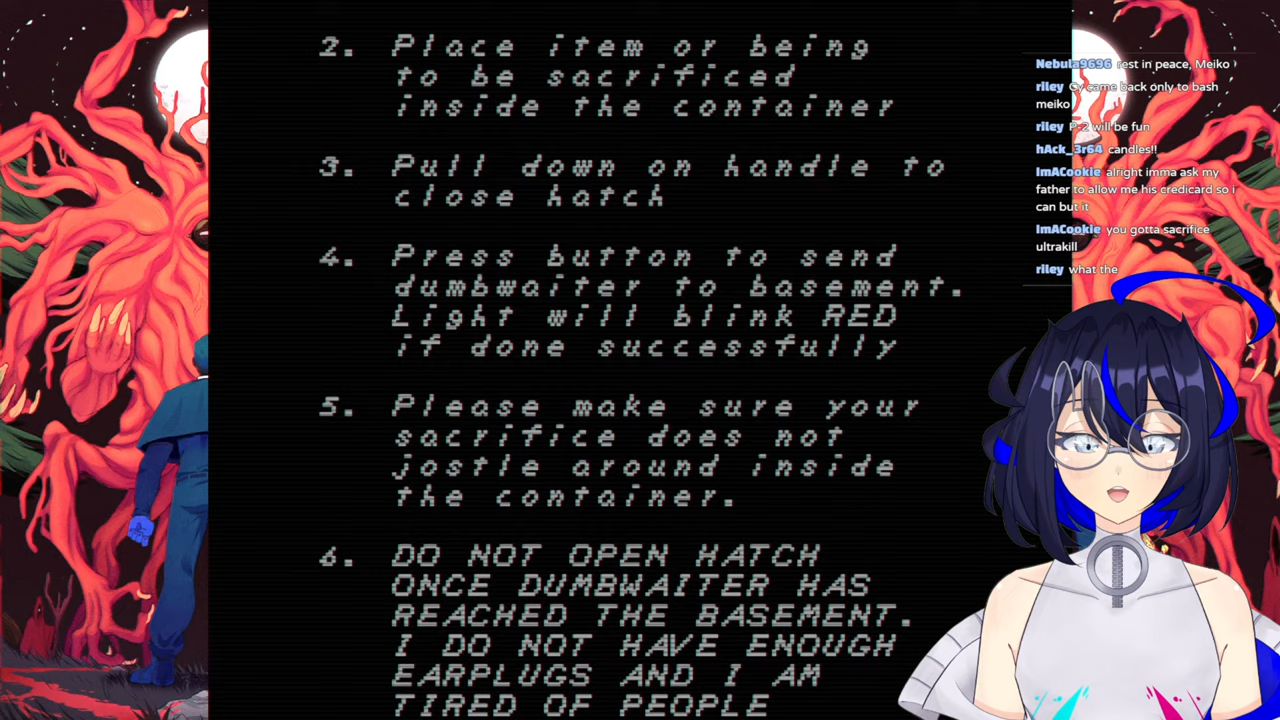 2. Place item or being
to be sacrificed
inside the container
3. Pull down on handle to
close hatch
4. Press button to send
dumbwaiter to basement.
Light will blink RED
if done successfully
5. Please make sure your
sacrifice does not
jostle around inside
the container.
6. DO NOT OPEN HATCH
ONCE DUMBWAITER HAS
REACHED THE BASEMENT.
I DO NOT HAVE ENOUGH
EARPLUGS AND I AM
TIRED OF PEOPLE
Nebula9696 rest in peace, Meiko
riley Cy came back only to bash
meiko
riley P-2 will be fun
hAck_3r64 candles!!
ImACookie alright imma ask my
father to allow me his credicard so i
can but it
ImACookie you gotta sacrifice
ultrakill
riley what the